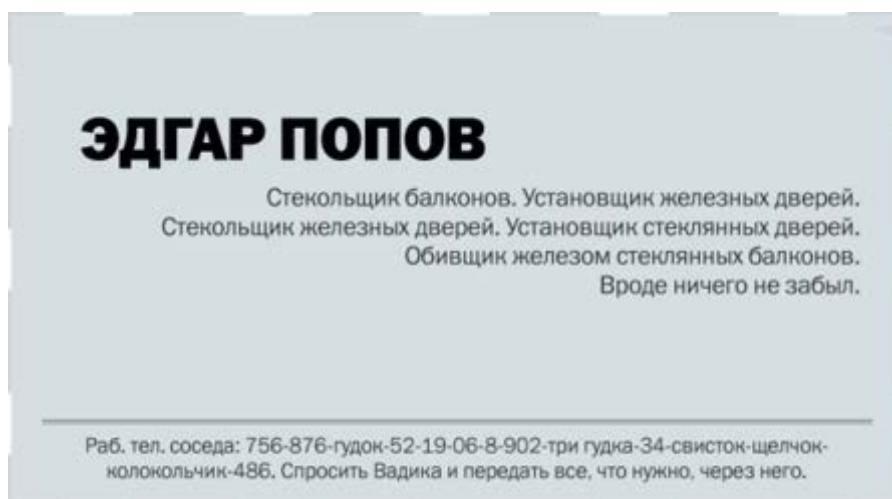 ЭДГАР ПОПОВ
Стекольщик балконов. Установщик железных дверей.
Стекольщик железных дверей. Установщик стеклянных дверей.
Обивщик железом стеклянных балконов.
Вроде ничего не забыл.
Раб. тел. соседа: 756-876-гудок-52-19-06-8-902-три гудка-34-свисток-щелчок-
колокольчик-486. Спросить Вадика и передать все, что нужно, через него.